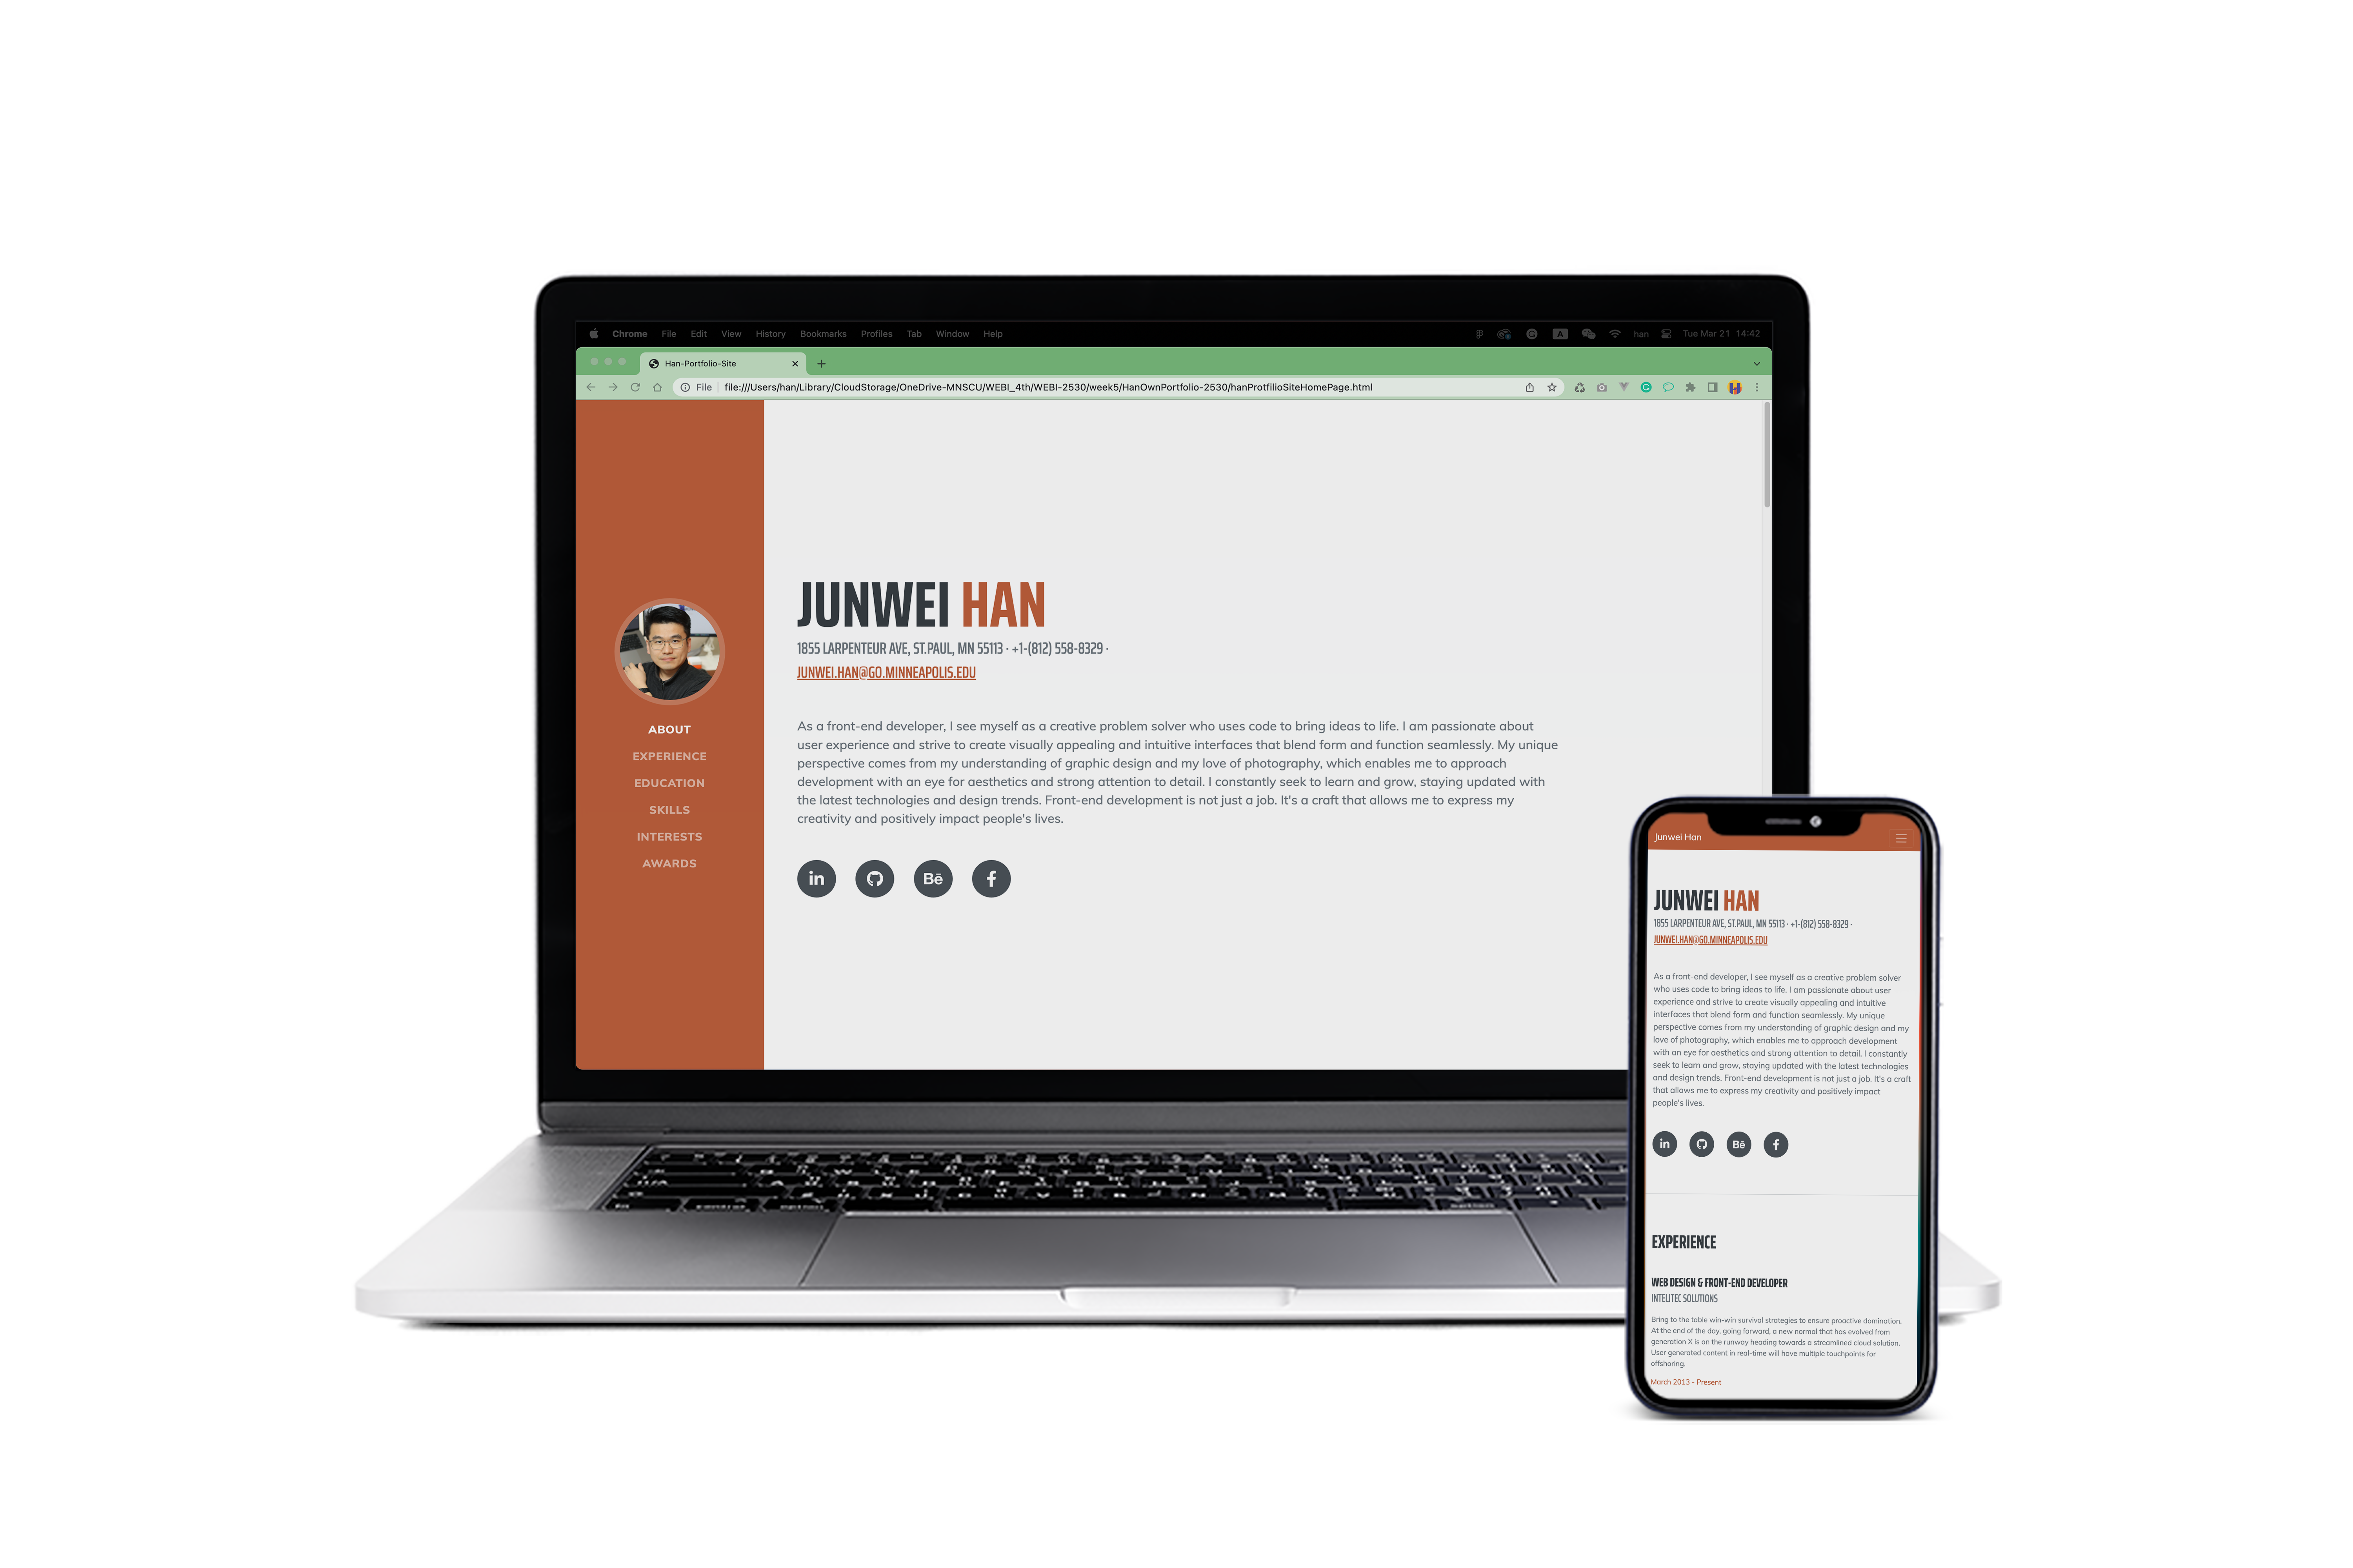 Chrome File Edit View History Bookmarks Profiles Tab Window Help A han Tue Mar 21 14:42
Han-Portfolio-Site
File file:///Users/han/Library/CloudStorage/OneDrive-MNSCU/WEBI_4th/WEBI-2530/week5/HanOwnPortfolio-2530/hanProtfilioSiteHomePage.html
ABOUT
EXPERIENCE
EDUCATION
SKILLS
INTERESTS
AWARDS
JUNWEI HAN
1855 LARPENTEUR AVE, ST.PAUL, MN 55113 · +1-(812) 558-8329 ·
JUNWEI.HAN@GO.MINNEAPOLIS.EDU
As a front-end developer, I see myself as a creative problem solver who uses code to bring ideas to life. I am passionate about
user experience and strive to create visually appealing and intuitive interfaces that blend form and function seamlessly. My unique
perspective comes from my understanding of graphic design and my love of photography, which enables me to approach
development with an eye for aesthetics and strong attention to detail. I constantly seek to learn and grow, staying updated with
the latest technologies and design trends. Front-end development is not just a job. It's a craft that allows me to express my
creativity and positively impact people's lives.
in Bē f
Junwei Han
JUNWEI HAN
1855 LARPENTEUR AVE, ST.PAUL, MN 55113 · +1-(812) 558-8329 ·
JUNWEI.HAN@GO.MINNEAPOLIS.EDU
As a front-end developer, I see myself as a creative problem solver
who uses code to bring ideas to life. I am passionate about user
experience and strive to create visually appealing and intuitive
interfaces that blend form and function seamlessly. My unique
perspective comes from my understanding of graphic design and my
love of photography, which enables me to approach development
with an eye for aesthetics and strong attention to detail. I constantly
seek to learn and grow, staying updated with the latest technologies
and design trends. Front-end development is not just a job. It's a craft
that allows me to express my creativity and positively impact
people's lives.
in Bē f
EXPERIENCE
WEB DESIGN & FRONT-END DEVELOPER
INTELITEC SOLUTIONS
Bring to the table win-win survival strategies to ensure proactive domination.
At the end of the day, going forward, a new normal that has evolved from
generation X is on the runway heading towards a streamlined cloud solution.
User generated content in real-time will have multiple touchpoints for
offshoring.
March 2013 - Present